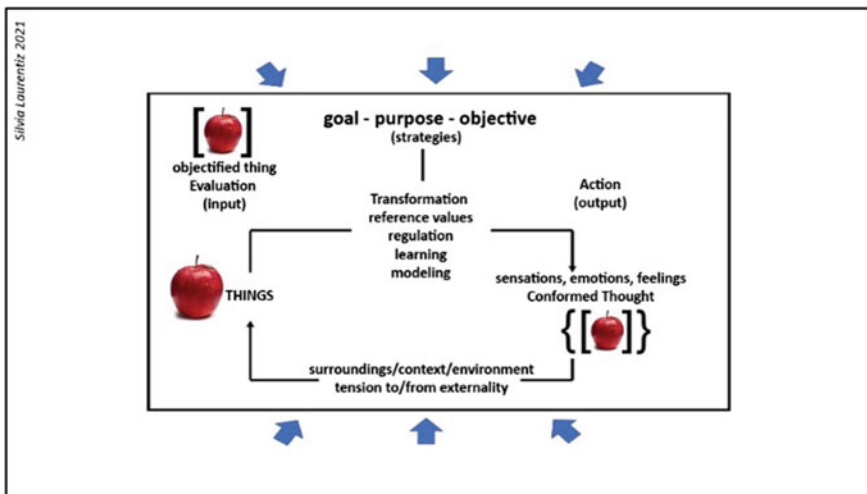 Silvia Laurentiz 2021
goal - purpose - objective
(strategies)
[ ]
objectified thing
Evaluation
(input)
Transformation
reference values
regulation
learning
modeling
Action
(output)
THINGS
sensations, emotions, feelings
Conformed Thought
{[ ]}
surroundings/context/environment
tension to/from externality